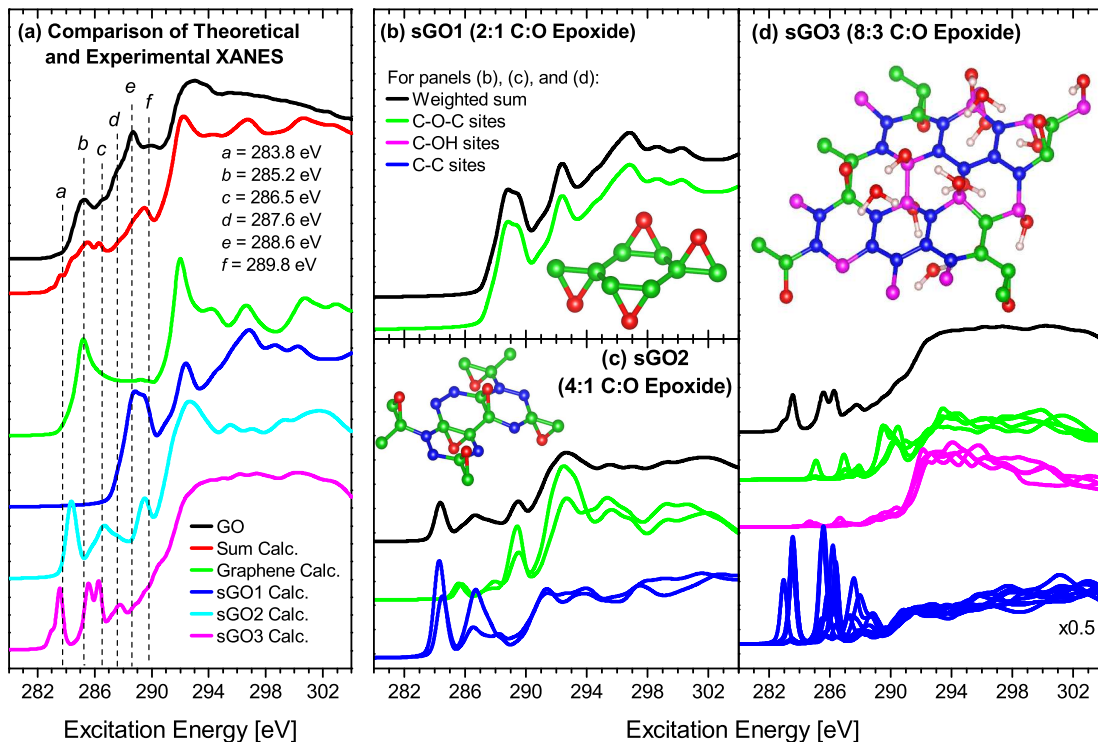 (a) Comparison of Theoretical
and Experimental XANES
a
b
c
d
e
f
a = 283.8 eV
b = 285.2 eV
c = 286.5 eV
d = 287.6 eV
e = 288.6 eV
f = 289.8 eV
GO
Sum Calc.
Graphene Calc.
sGO1 Calc.
sGO2 Calc.
sGO3 Calc.
282 286 290 294 298 302
Excitation Energy [eV]
(b) sGO1 (2:1 C:O Epoxide)
For panels (b), (c), and (d):
Weighted sum
C-O-C sites
C-OH sites
C-C sites
(c) sGO2
(4:1 C:O Epoxide)
282 286 290 294 298 302
(d) sGO3 (8:3 C:O Epoxide)
x0.5
282 286 290 294 298 302
Excitation Energy [eV]